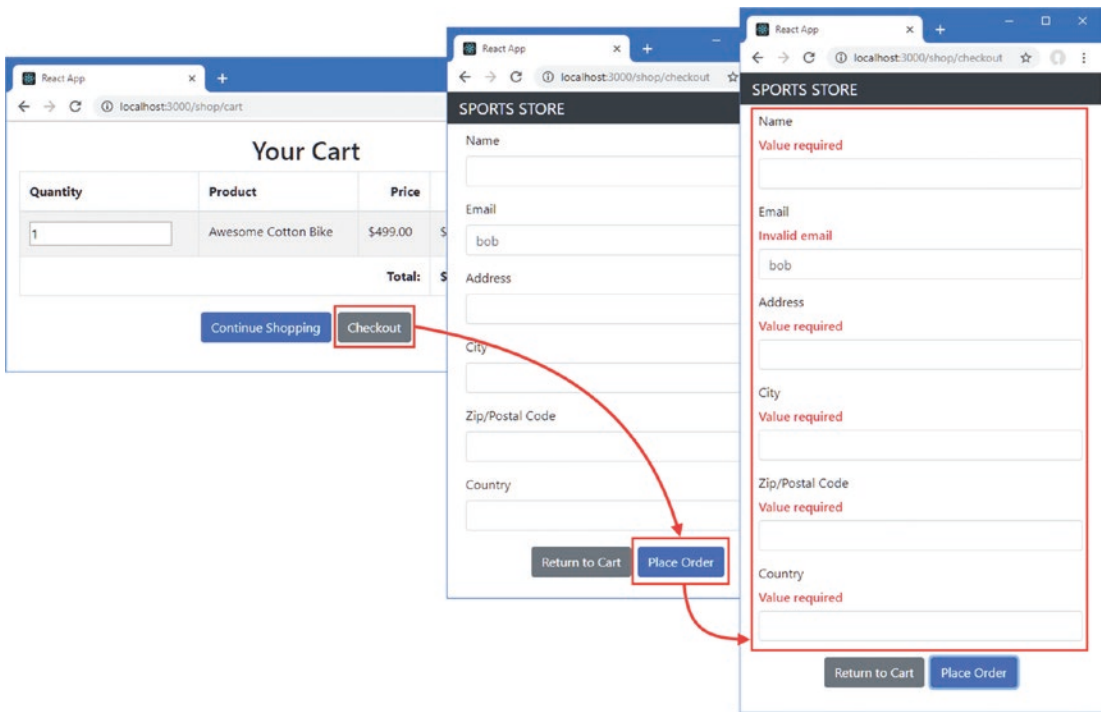 React App
localhost:3000/shop/cart
Your Cart
Quantity Product Price
1 Awesome Cotton Bike $499.00 $
Total: $
Continue Shopping Checkout
React App
localhost:3000/shop/checkout
SPORTS STORE
Name
Email
bob
Address
City
Zip/Postal Code
Country
Return to Cart Place Order
React App
localhost:3000/shop/checkout
SPORTS STORE
Name
Value required
Email
Invalid email
bob
Address
Value required
City
Value required
Zip/Postal Code
Value required
Country
Value required
Return to Cart Place Order